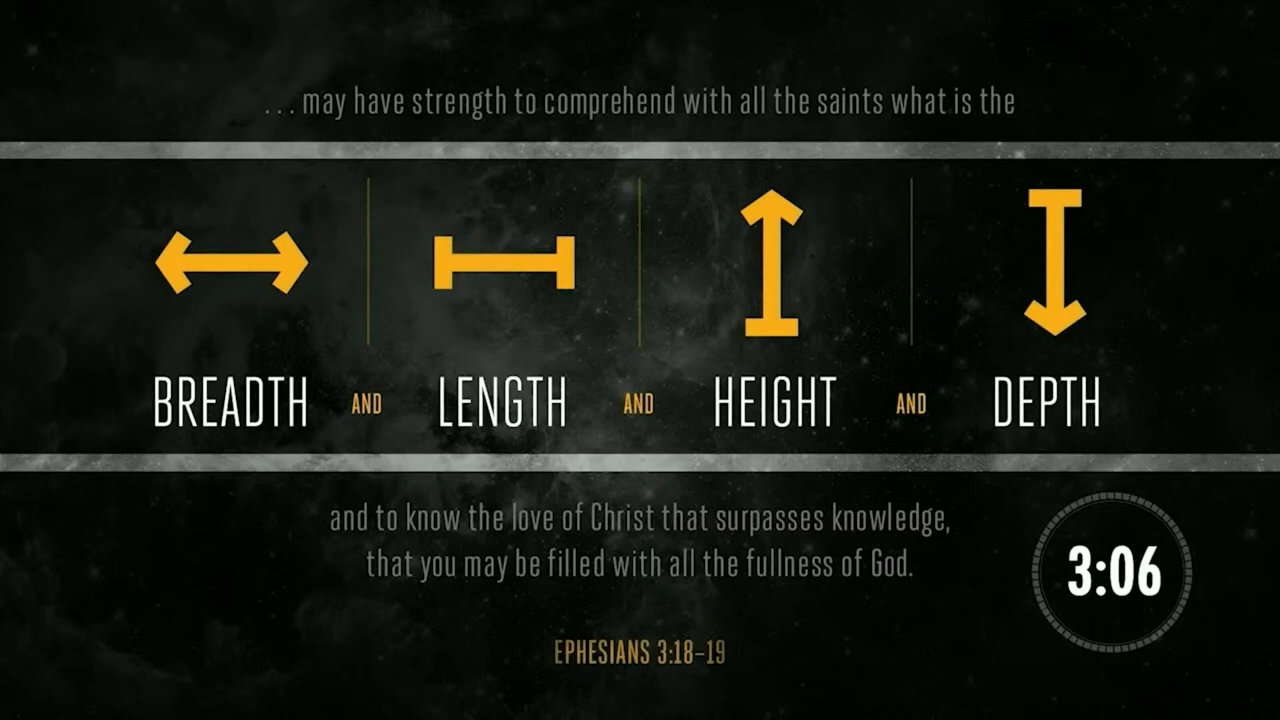 . . . may have strength to comprehend with all the saints what is the
BREADTH AND LENGTH AND HEIGHT AND DEPTH
and to know the love of Christ that surpasses knowledge,
that you may be filled with all the fullness of God.
3:06
EPHESIANS 3:18–19